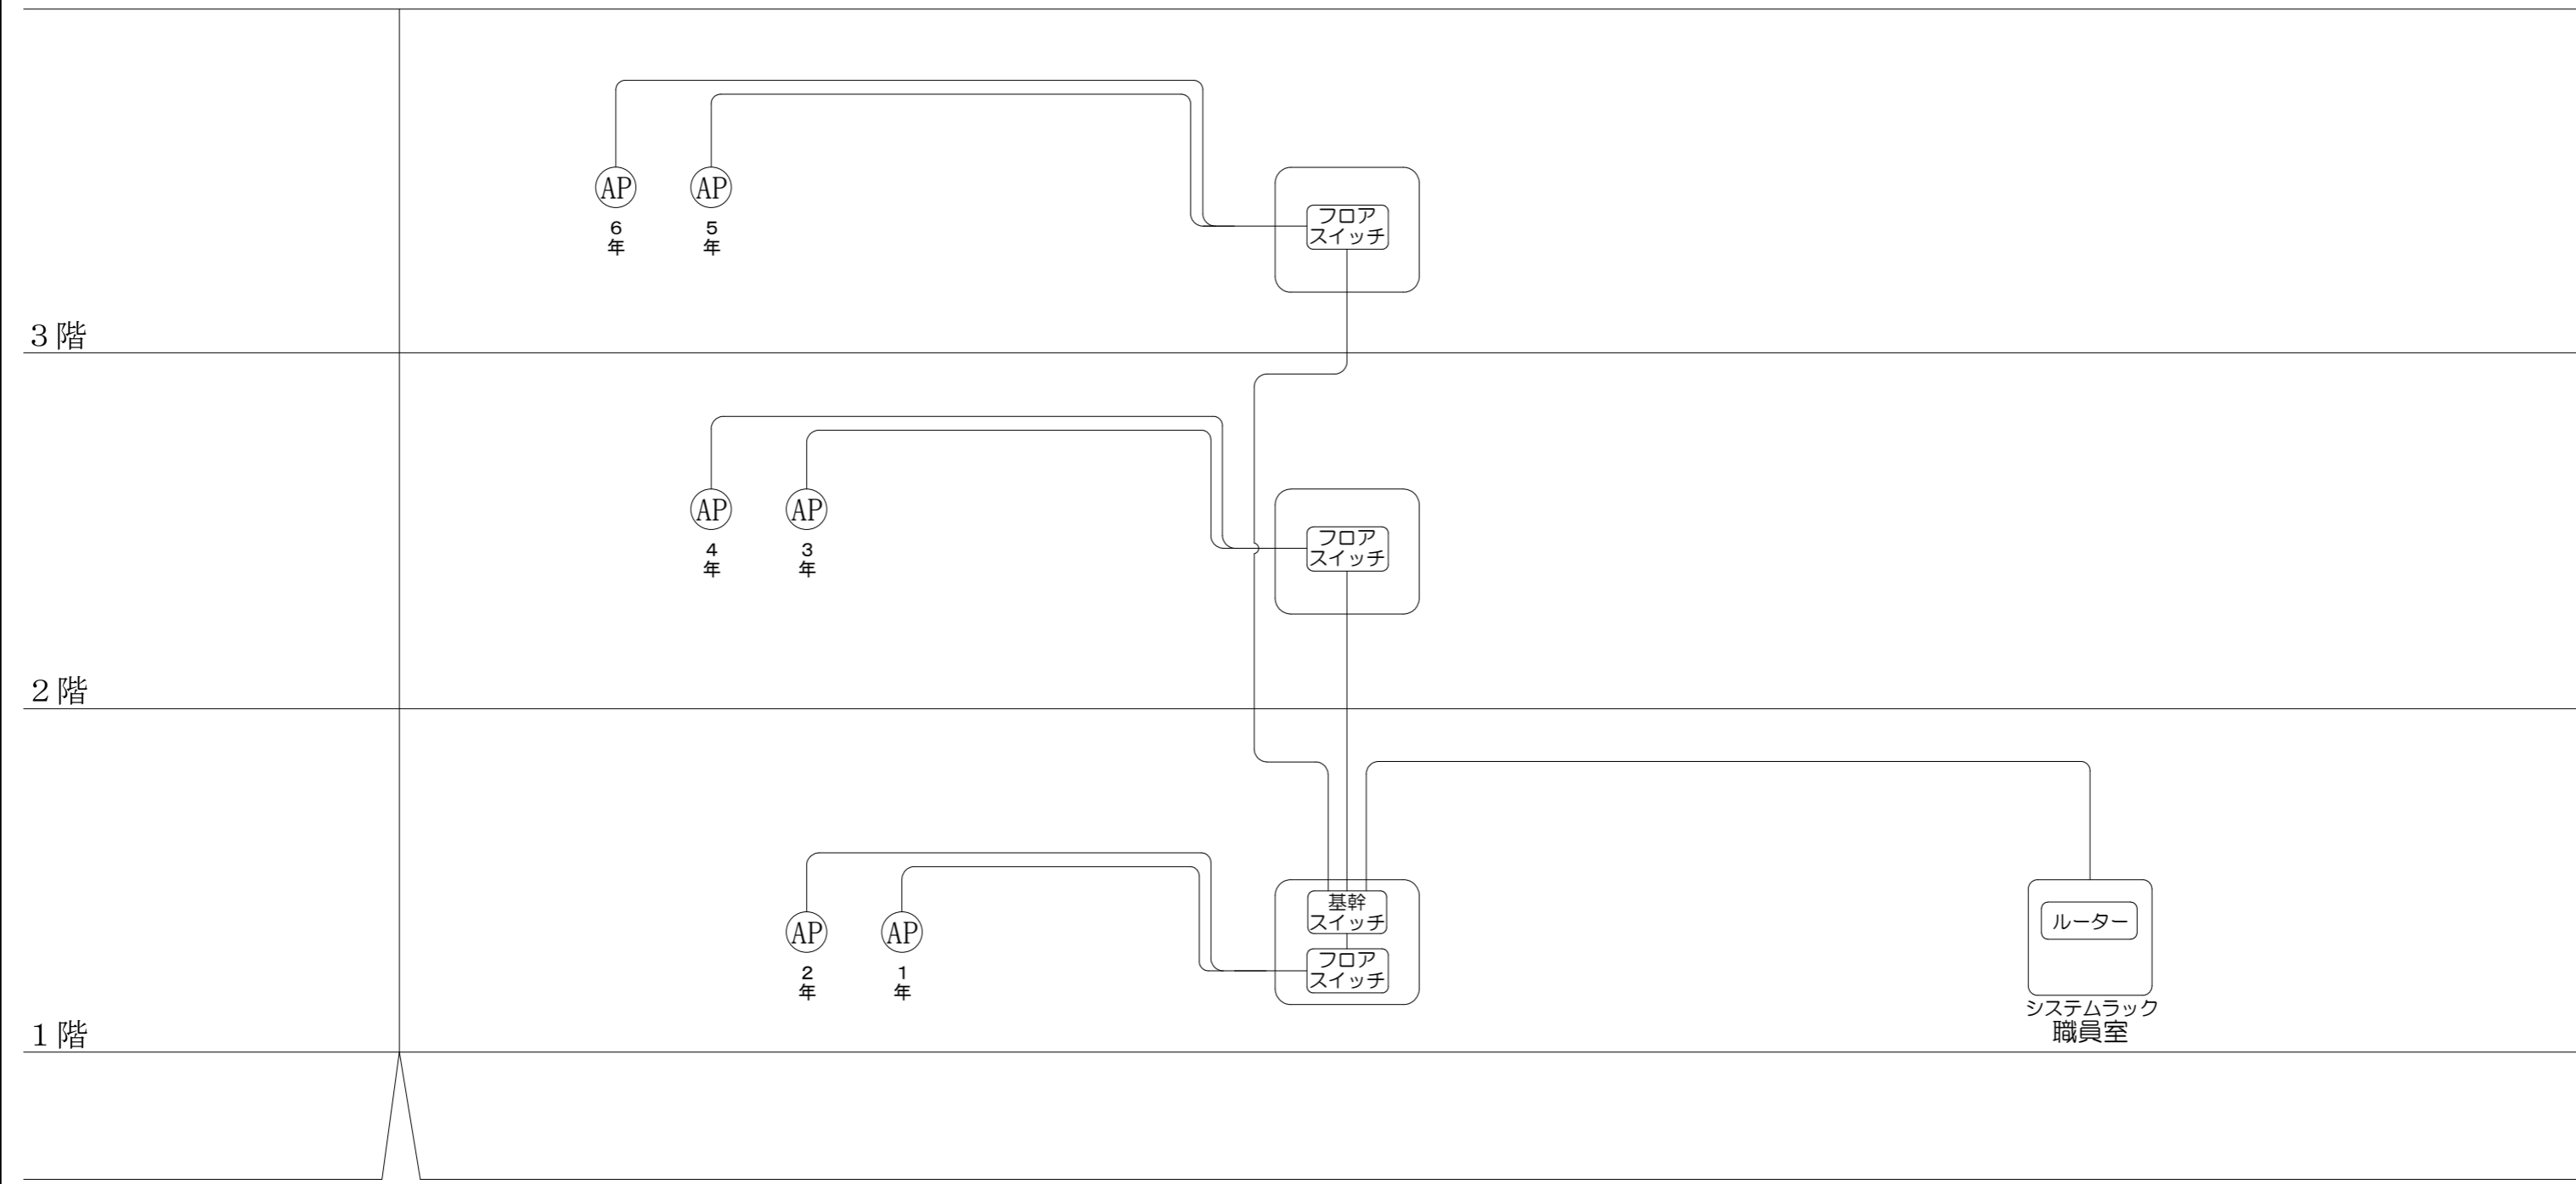 AP
AP
6
年
5
年
フロア
スイッチ
3階
AP
AP
4
年
3
年
フロア
スイッチ
2階
基幹
スイッチ
AP
AP
ルーター
フロア
スイッチ
2
年
1
年
システムラック
職員室
1階